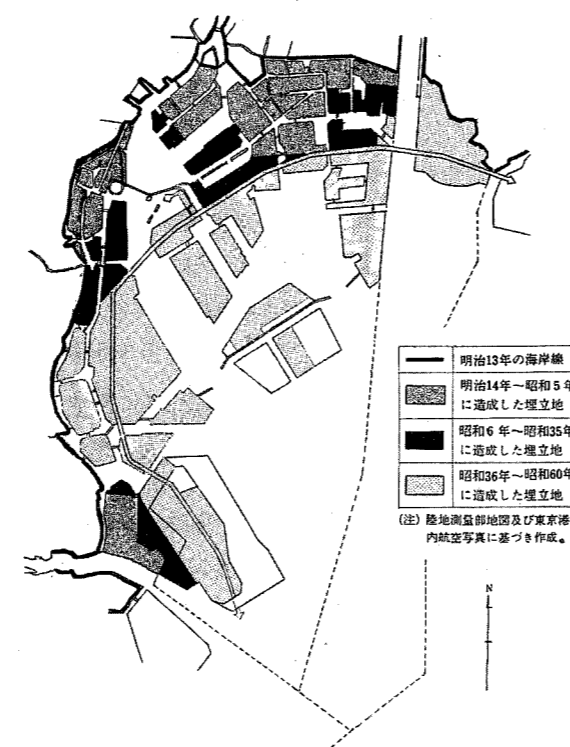 明治13年の海岸線
明治14年〜昭和5年
に造成した埋立地
昭和6年〜昭和35年
に造成した埋立地
昭和36年〜昭和60年
に造成した埋立地
(注) 陸地測量部地図及び東京港
内航空写真に基づき作成。
N